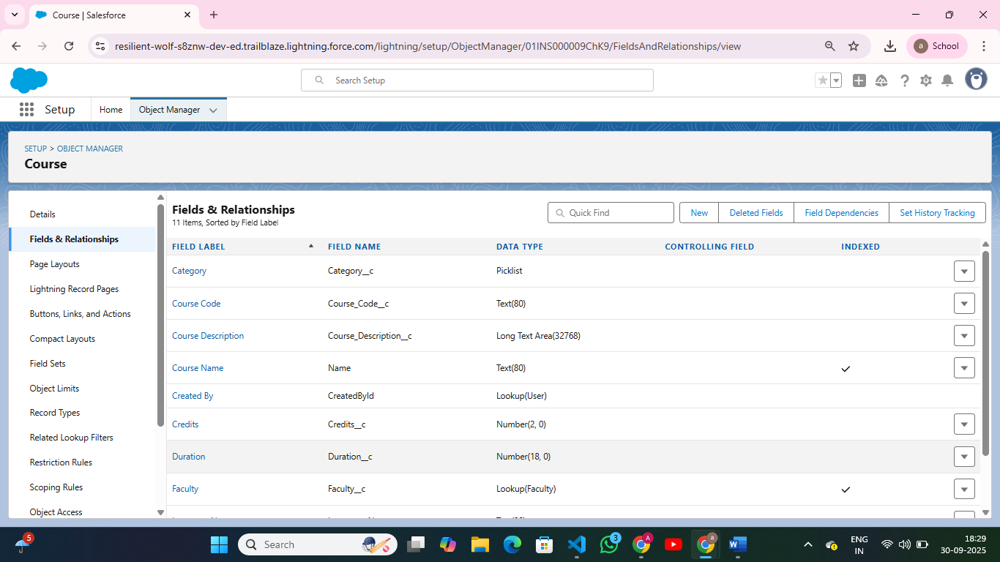 Course | Salesforce
resilient-wolf-s8znw-dev-ed.trailblaze.lightning.force.com/lightning/setup/ObjectManager/01INS000009ChK9/FieldsAndRelationships/view
a School
Search Setup
Setup Home Object Manager
SETUP > OBJECT MANAGER
Course
Details
Fields & Relationships
Page Layouts
Lightning Record Pages
Buttons, Links, and Actions
Compact Layouts
Field Sets
Object Limits
Record Types
Related Lookup Filters
Restriction Rules
Scoping Rules
Object Access
Fields & Relationships
11 Items, Sorted by Field Label
Quick Find
New Deleted Fields Field Dependencies Set History Tracking
FIELD LABEL FIELD NAME DATA TYPE CONTROLLING FIELD INDEXED
Category Category__c Picklist
Course Code Course_Code__c Text(80)
Course Description Course_Description__c Long Text Area(32768)
Course Name Name Text(80)
Created By CreatedById Lookup(User)
Credits Credits__c Number(2, 0)
Duration Duration__c Number(18, 0)
Faculty Faculty__c Lookup(Faculty)
5
Search
3
A
a
ENG
IN
18:29
30-09-2025